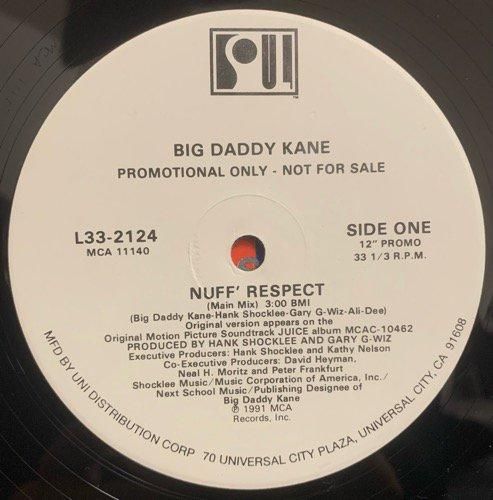 SOUL
TM
BIG DADDY KANE
PROMOTIONAL ONLY - NOT FOR SALE
L33-2124
MCA 11140
SIDE ONE
12" PROMO
33 1/3 R.P.M.
NUFF' RESPECT
(Main Mix) 3:00 BMI
(Big Daddy Kane-Hank Shocklee-Gary G-Wiz-Ali-Dee)
Original version appears on the
Original Motion Picture Soundtrack JUICE album MCAC-10462
PRODUCED BY HANK SHOCKLEE AND GARY G-WIZ
Executive Producers: Hank Shocklee and Kathy Nelson
Co-Executive Producers: David Heyman,
Neal H. Moritz and Peter Frankfurt
Shocklee Music/Music Corporation of America, Inc./
Next School Music/Publishing Designee of
Big Daddy Kane
℗ 1991 MCA
Records, Inc.
MFD BY UNI DISTRIBUTION CORP 70 UNIVERSAL CITY PLAZA, UNIVERSAL CITY, CA 91608